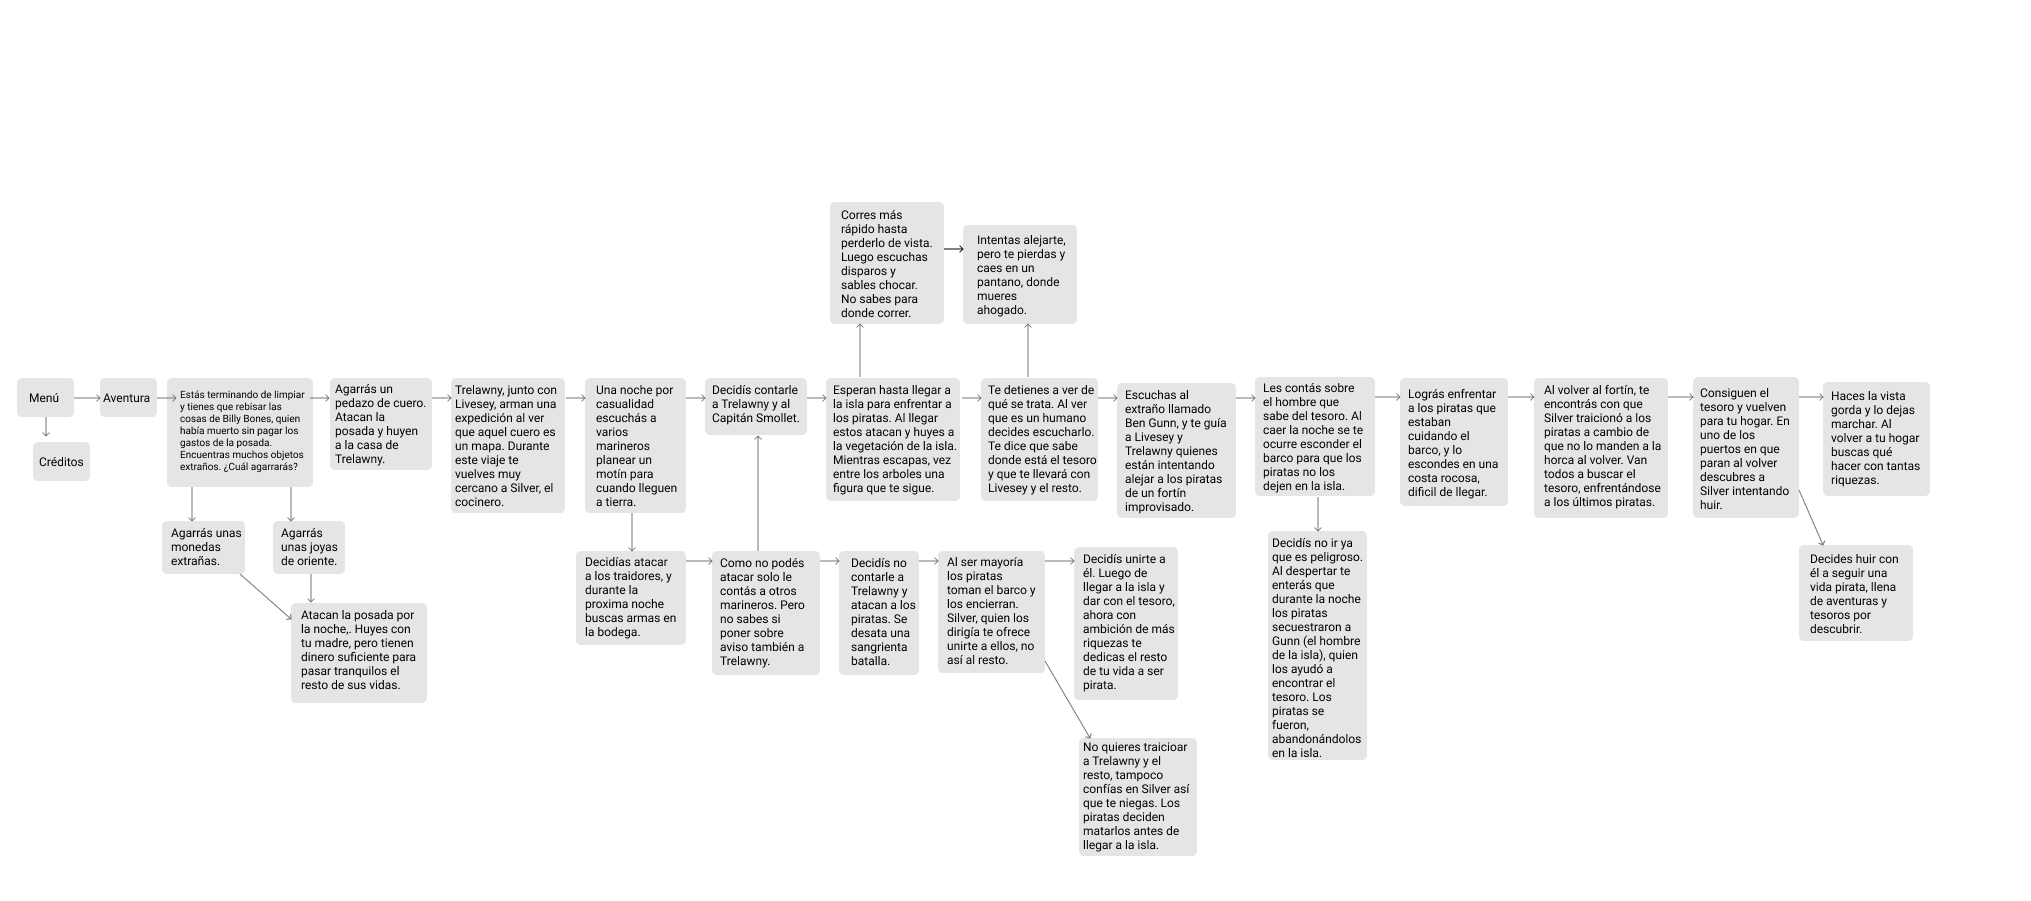 Menú
Créditos
Aventura
Estás terminando de limpiar
y tienes que rebisar las
cosas de Billy Bones, quien
había muerto sin pagar los
gastos de la posada.
Encuentras muchos objetos
extraños. ¿Cuál agarrarás?
Agarrás unas
monedas
extrañas.
Agarrás
unas joyas
de oriente.
Atacan la posada por
la noche,. Huyes con
tu madre, pero tienen
dinero suficiente para
pasar tranquilos el
resto de sus vidas.
Agarrás un
pedazo de cuero.
Atacan la
posada y huyen
a la casa de
Trelawny.
Trelawny, junto con
Livesey, arman una
expedición al ver
que aquel cuero es
un mapa. Durante
este viaje te
vuelves muy
cercano a Silver, el
cocinero.
Una noche por
casualidad
escuchás a
varios
marineros
planear un
motín para
cuando lleguen
a tierra.
Decidías atacar
a los traidores, y
durante la
proxima noche
buscas armas en
la bodega.
Decidís contarle
a Trelawny y al
Capitán Smollet.
Como no podés
atacar solo le
contás a otros
marineros. Pero
no sabes si
poner sobre
aviso también a
Trelawny.
Decidís no
contarle a
Trelawny y
atacan a los
piratas. Se
desata una
sangrienta
batalla.
Al ser mayoría
los piratas
toman el barco y
los encierran.
Silver, quien los
dirigía te ofrece
unirte a ellos, no
así al resto.
Decidís unirte a
él. Luego de
llegar a la isla y
dar con el tesoro,
ahora con
ambición de más
riquezas te
dedicas el resto
de tu vida a ser
pirata.
No quieres traicioar
a Trelawny y el
resto, tampoco
confías en Silver así
que te niegas. Los
piratas deciden
matarlos antes de
llegar a la isla.
Esperan hasta llegar a
la isla para enfrentar a
los piratas. Al llegar
estos atacan y huyes a
la vegetación de la isla.
Mientras escapas, vez
entre los arboles una
figura que te sigue.
Corres más
rápido hasta
perderlo de vista.
Luego escuchas
disparos y
sables chocar.
No sabes para
donde correr.
Intentas alejarte,
pero te pierdas y
caes en un
pantano, donde
mueres
ahogado.
Te detienes a ver de
qué se trata. Al ver
que es un humano
decides escucharlo.
Te dice que sabe
donde está el tesoro
y que te llevará con
Livesey y el resto.
Escuchas al
extraño llamado
Ben Gunn, y te guía
a Livesey y
Trelawny quienes
están intentando
alejar a los piratas
de un fortín
improvisado.
Les contás sobre
el hombre que
sabe del tesoro. Al
caer la noche se te
ocurre esconder el
barco para que los
piratas no los
dejen en la isla.
Decidís no ir ya
que es peligroso.
Al despertar te
enterás que
durante la noche
los piratas
secuestraron a
Gunn (el hombre
de la isla), quien
los ayudó a
encontrar el
tesoro. Los
piratas se
fueron,
abandonándolos
en la isla.
Lográs enfrentar
a los piratas que
estaban
cuidando el
barco, y lo
escondes en una
costa rocosa,
dificil de llegar.
Al volver al fortín, te
encontrás con que
Silver traicionó a los
piratas a cambio de
que no lo manden a la
horca al volver. Van
todos a buscar el
tesoro, enfrentándose
a los últimos piratas.
Consiguen el
tesoro y vuelven
para tu hogar. En
uno de los
puertos en que
paran al volver
descubres a
Silver intentando
huir.
Haces la vista
gorda y lo dejas
marchar. Al
volver a tu hogar
buscas qué
hacer con tantas
riquezas.
Decides huir con
él a seguir una
vida pirata, llena
de aventuras y
tesoros por
descubrir.